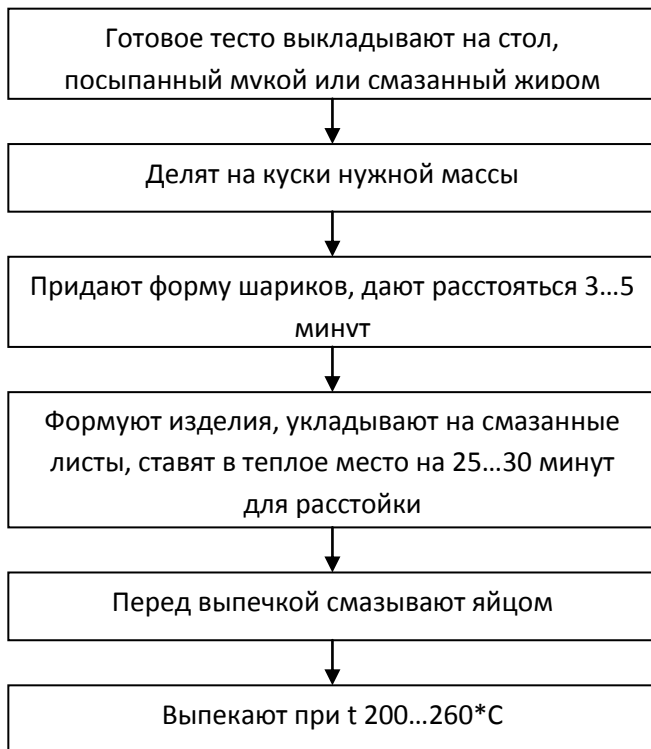 Готовое тесто выкладывают на стол,
посыпанный мукой или смазанный жиром
Делят на куски нужной массы
Придают форму шариков, дают расстояться 3...5
минут
Формуют изделия, укладывают на смазанные
листы, ставят в теплое место на 25...30 минут
для расстойки
Перед выпечкой смазывают яйцом
Выпекают при t 200...260*С